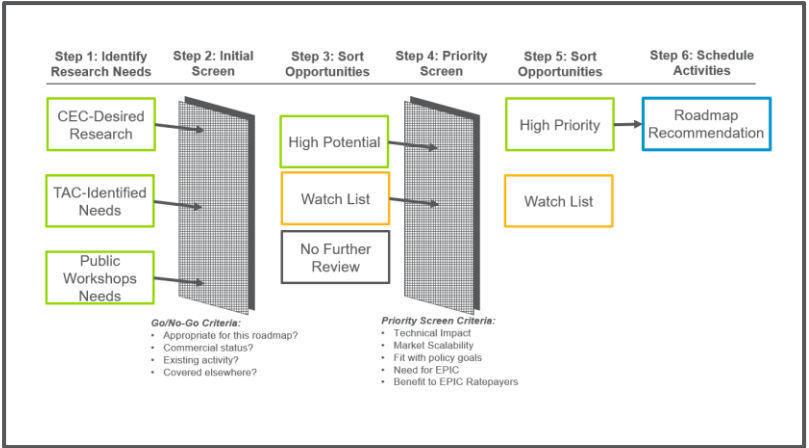 Step 1: Identify
Research Needs
Step 2: Initial
Screen
Step 3: Sort
Opportunities
Step 4: Priority
Screen
Step 5: Sort
Opportunities
Step 6: Schedule
Activities
CEC-Desired
Research
TAC-Identified
Needs
Public
Workshops
Needs
High Potential
Watch List
No Further
Review
High Priority
Watch List
Roadmap
Recommendation
Go/No-Go Criteria:
• Appropriate for this roadmap?
• Commercial status?
• Existing activity?
• Covered elsewhere?
Priority Screen Criteria:
• Technical Impact
• Market Scalability
• Fit with policy goals
• Need for EPIC
• Benefit to EPIC Ratepayers